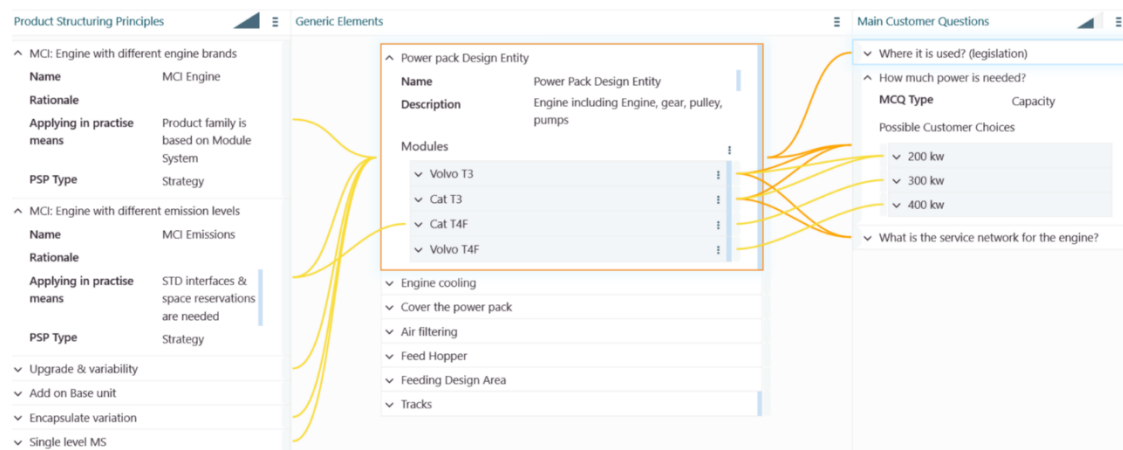 Product Structuring Principles
MCI: Engine with different engine brands
Name MCI Engine
Rationale
Applying in practise Product family is
means based on Module
System
PSP Type Strategy
MCI: Engine with different emission levels
Name MCI Emissions
Rationale
Applying in practise STD interfaces &
means space reservations
are needed
PSP Type Strategy
Upgrade & variability
Add on Base unit
Encapsulate variation
Single level MS
Generic Elements
Power pack Design Entity
Name Power Pack Design Entity
Description Engine including Engine, gear, pulley,
pumps
Modules
Volvo T3
Cat T3
Cat T4F
Volvo T4F
Engine cooling
Cover the power pack
Air filtering
Feed Hopper
Feeding Design Area
Tracks
Main Customer Questions
Where it is used? (legislation)
How much power is needed?
MCQ Type Capacity
Possible Customer Choices
200 kw
300 kw
400 kw
What is the service network for the engine?